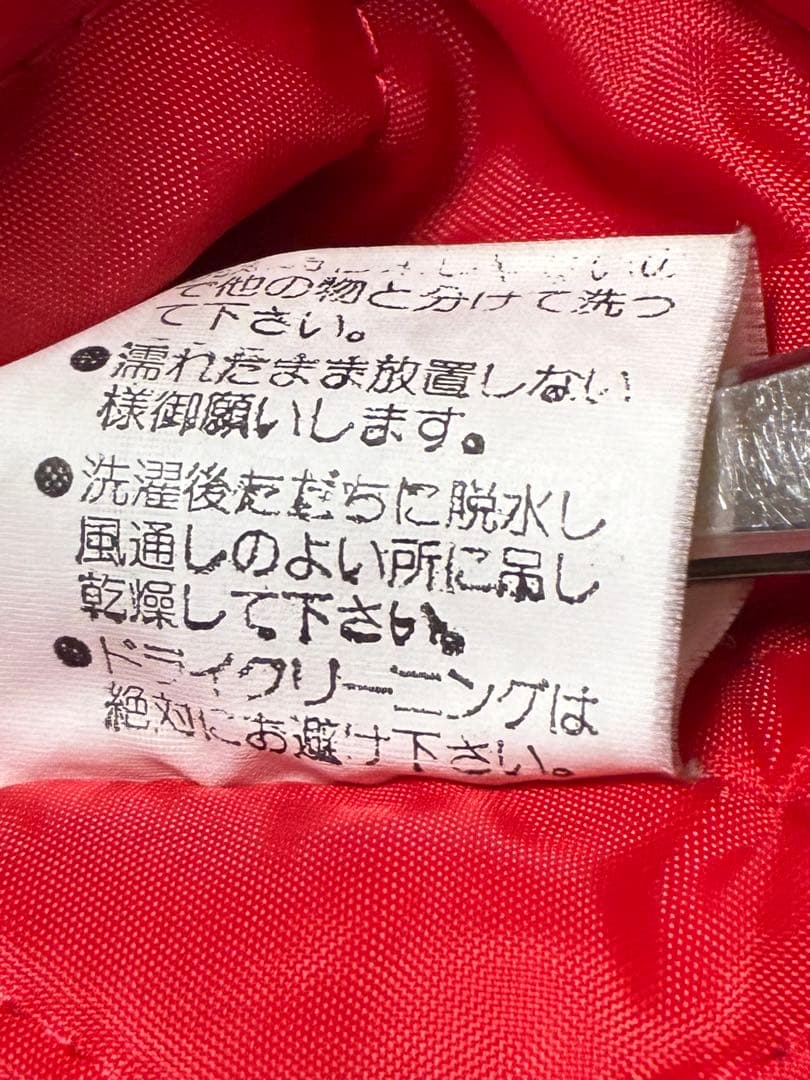 で他の物と分けて洗っ
て下さい。
●濡れたまま放置しない
様御願いします。
●洗濯後ただちに脱水し
風通しのよい所に吊し
乾燥して下さい。
●ドライクリーニングは
絶対にお避け下さい。